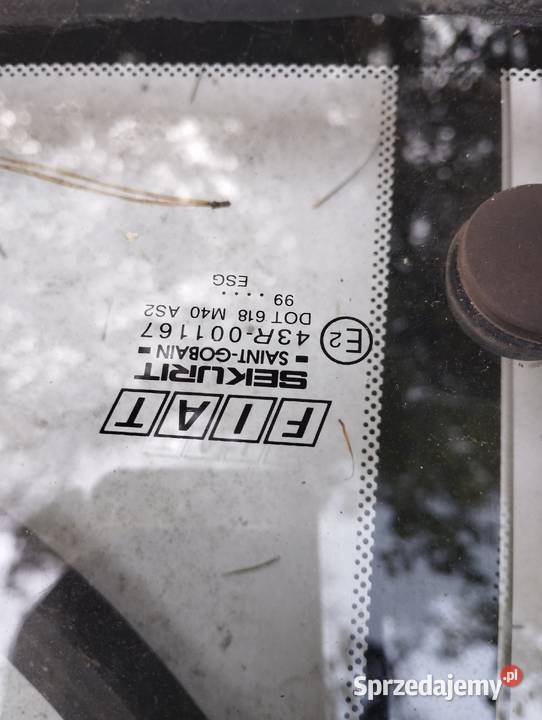 FIAT
SEKURIT
SAINT-GOBAIN
43R-001167
E2
DOT 618 M40 AS2
99 ....
ESG
Sprzedajemy.pl